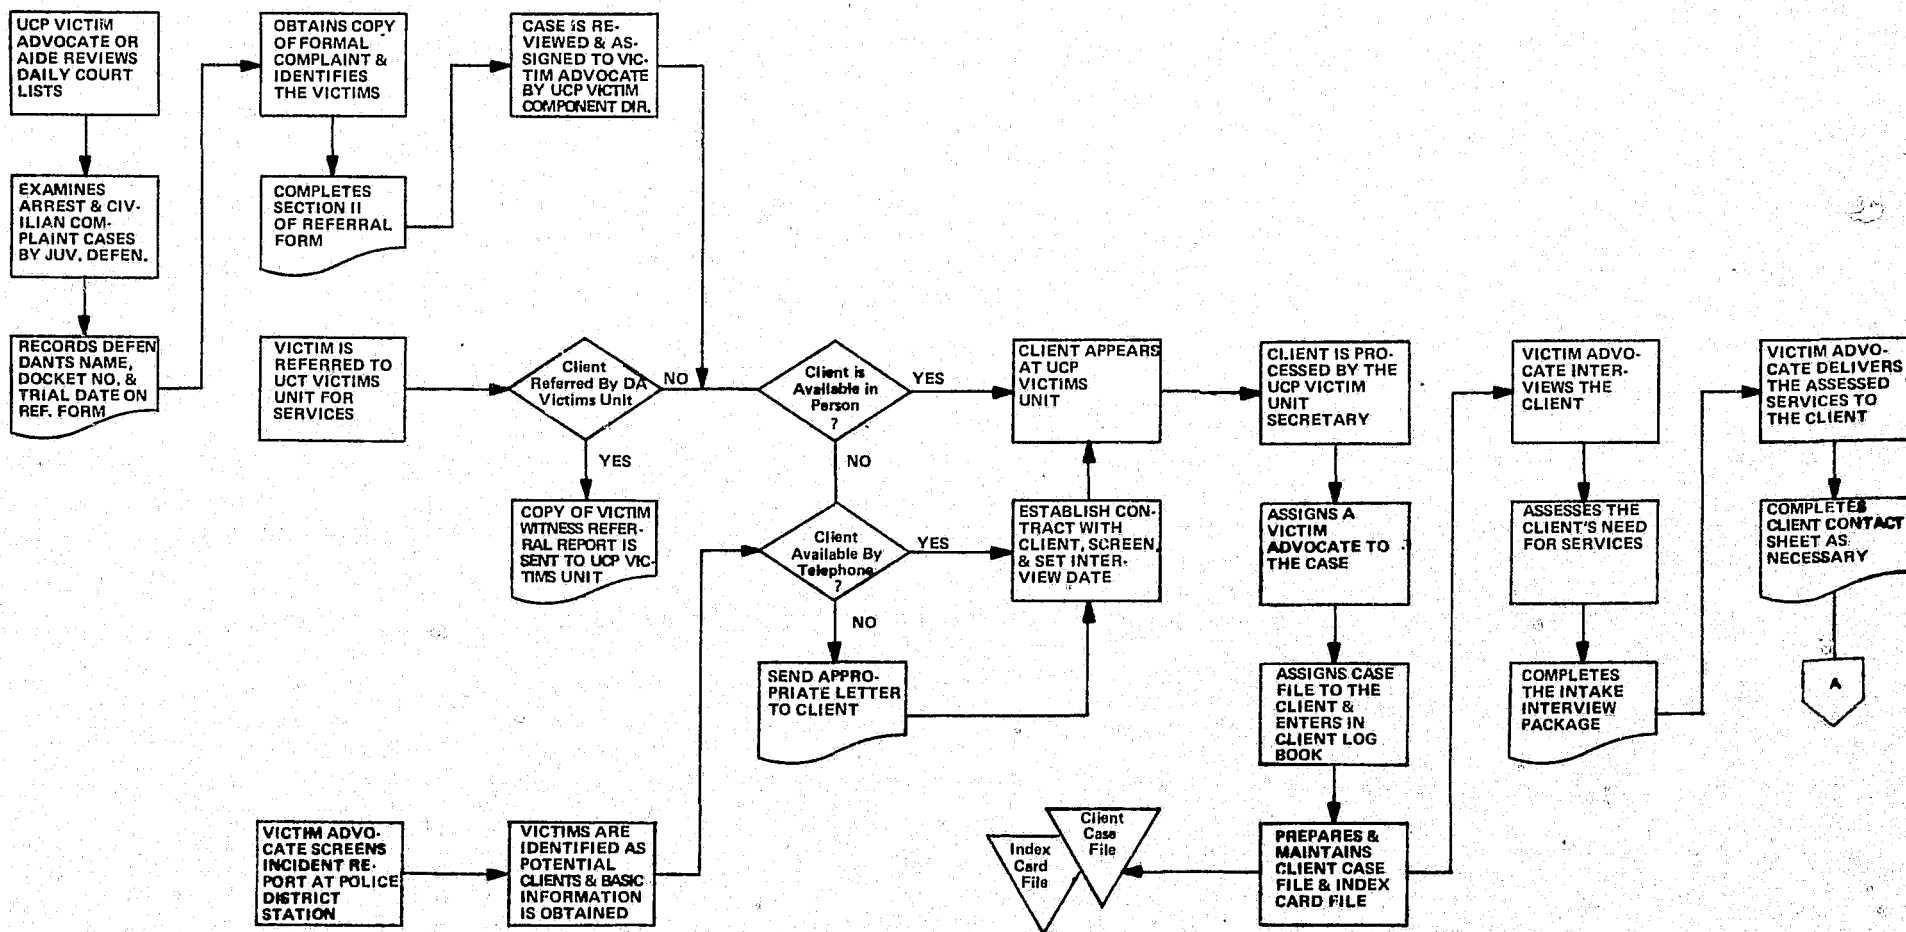 UCP VICTIM
ADVOCATE OR
AIDE REVIEWS
DAILY COURT
LISTS
EXAMINES
ARREST & CIV-
ILIAN COM-
PLAINT CASES
BY JUV. DEFEN.
RECORDS DEFEN
DANTS NAME,
DOCKET NO. &
TRIAL DATE ON
REF. FORM
OBTAINS COPY
OF FORMAL
COMPLAINT &
IDENTIFIES
THE VICTIMS
COMPLETES
SECTION II
OF REFERRAL
FORM
CASE IS RE-
VIEWED & AS-
SIGNED TO VIC-
TIM ADVOCATE
BY UCP VICTIM
COMPONENT DIR.
VICTIM IS
REFERRED TO
UCT VICTIMS
UNIT FOR
SERVICES
Client
Referred By DA
Victims Unit
NO
YES
COPY OF VICTIM
WITNESS REFER-
RAL REPORT IS
SENT TO UCP VIC-
TIMS UNIT
Client is
Available in
Person
?
YES
NO
Client
Available By
Telephone
?
YES
NO
SEND APPRO-
PRIATE LETTER
TO CLIENT
CLIENT APPEARS
AT UCP
VICTIMS
UNIT
ESTABLISH CON-
TRACT WITH
CLIENT, SCREEN,
& SET INTER-
VIEW DATE
VICTIM ADVO-
CATE SCREENS
INCIDENT RE-
PORT AT POLICE
DISTRICT
STATION
VICTIMS ARE
IDENTIFIED AS
POTENTIAL
CLIENTS & BASIC
INFORMATION
IS OBTAINED
CLIENT IS PRO-
CESSED BY THE
UCP VICTIM
UNIT
SECRETARY
ASSIGNS A
VICTIM
ADVOCATE TO
THE CASE
ASSIGNS CASE
FILE TO THE
CLIENT &
ENTERS IN
CLIENT LOG
BOOK
PREPARES &
MAINTAINS
CLIENT CASE
FILE & INDEX
CARD FILE
Client
Case
File
Index
Card
File
VICTIM ADVO-
CATE INTER-
VIEWS THE
CLIENT
ASSESSES THE
CLIENT'S NEED
FOR SERVICES
COMPLETES
THE INTAKE
INTERVIEW
PACKAGE
VICTIM ADVO-
CATE DELIVERS
THE ASSESSED
SERVICES TO
THE CLIENT
COMPLETES
CLIENT CONTACT
SHEET AS
NECESSARY
A